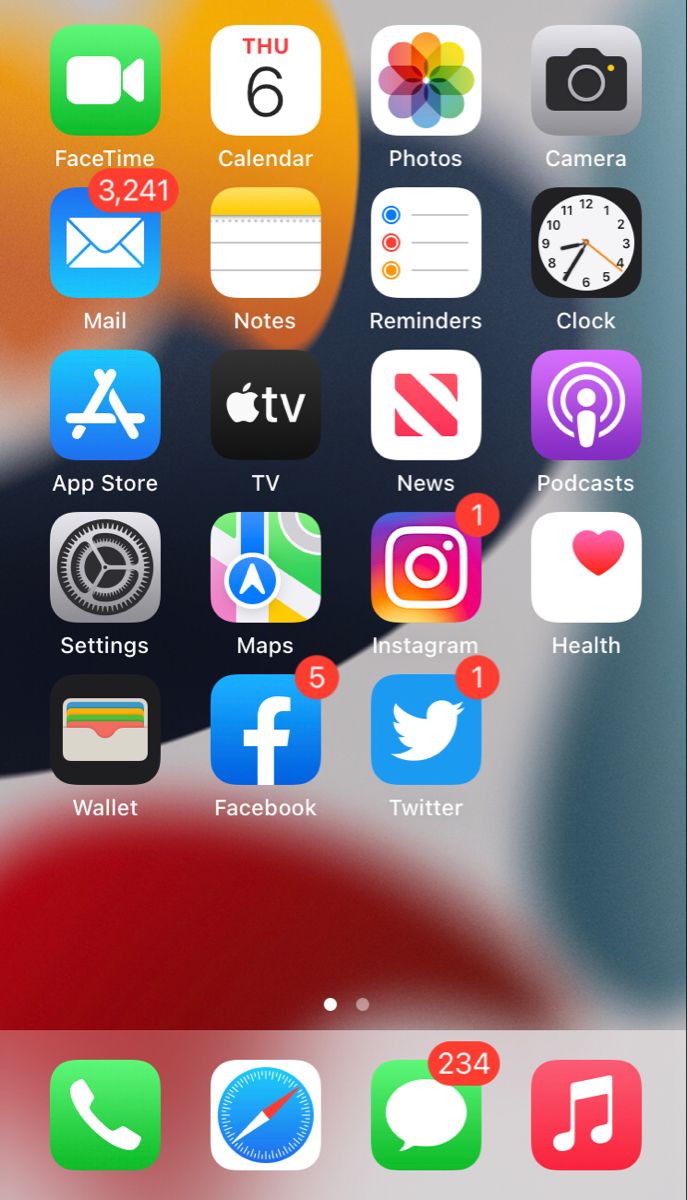 THU
6
FaceTime
Calendar
Photos
Camera
3,241
12
11
1
10
2
9
3
8
4
5
6
Mail
Notes
Reminders
Clock
tv
App Store
TV
News
Podcasts
1
Settings
Maps
Instagram
Health
5
1
f
Wallet
Facebook
Twitter
234